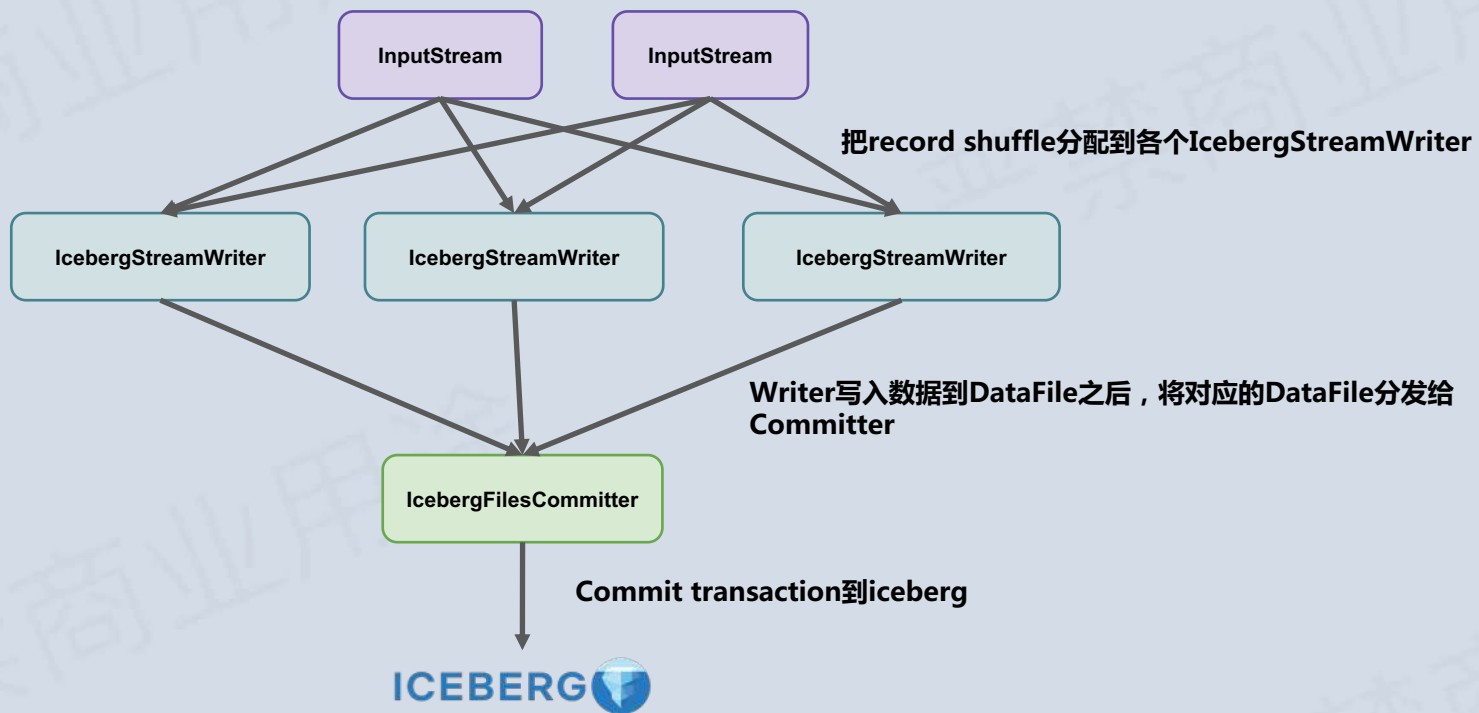 InputStream
InputStream
把record shuffle分配到各个IcebergStreamWriter
IcebergStreamWriter
IcebergStreamWriter
IcebergStreamWriter
Writer写入数据到DataFile之后，将对应的DataFile分发给
Committer
IcebergFilesCommitter
Commit transaction到iceberg
ICEBERG